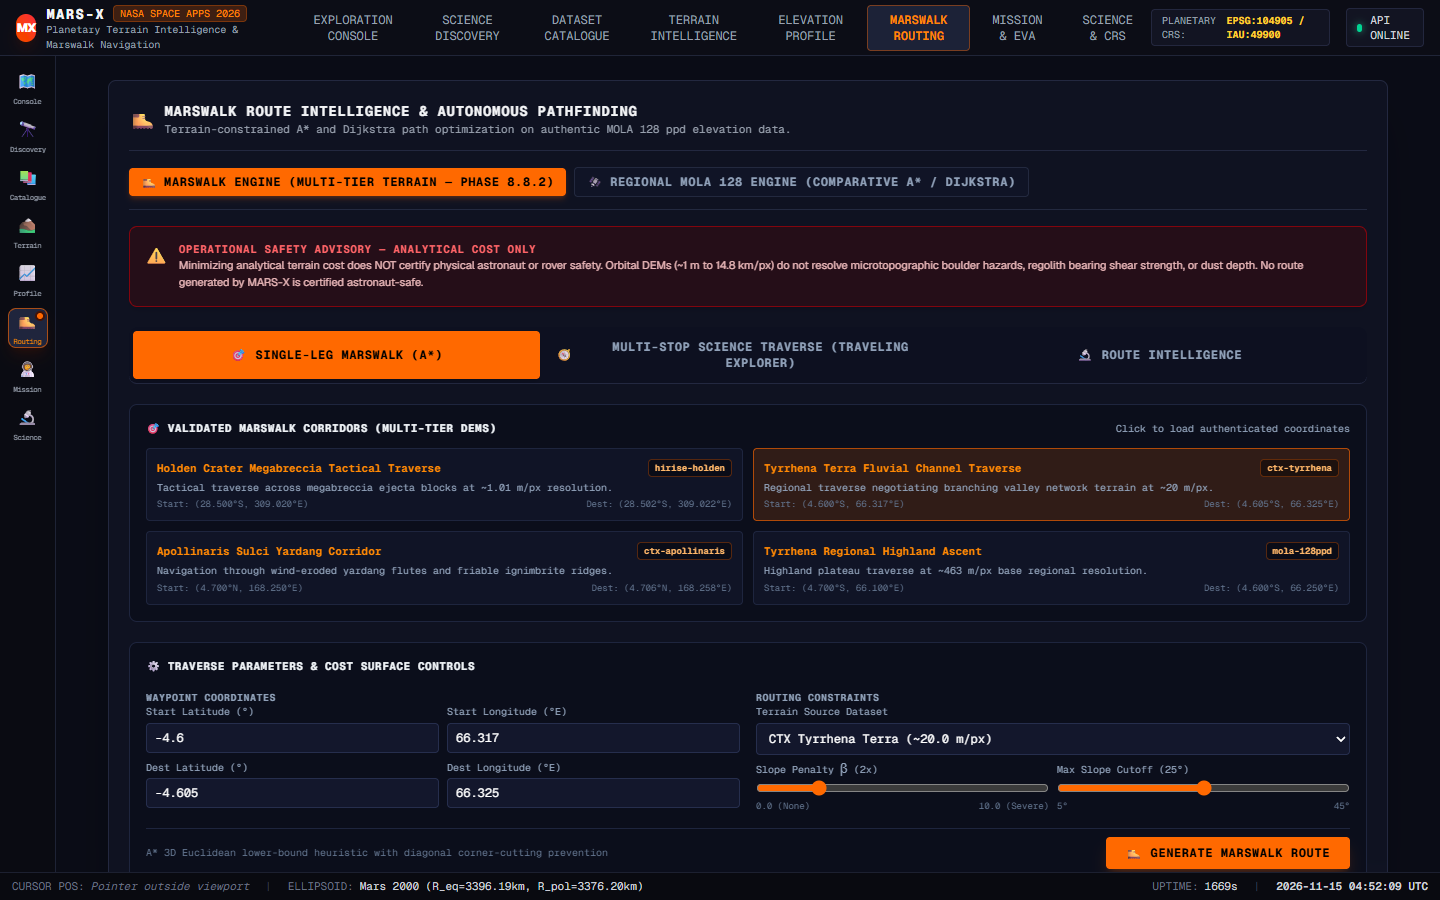 MX
MARS-X NASA SPACE APPS 2026
Planetary Terrain Intelligence &
Marswalk Navigation
EXPLORATION
CONSOLE
SCIENCE
DISCOVERY
DATASET
CATALOGUE
TERRAIN
INTELLIGENCE
ELEVATION
PROFILE
MARSWALK
ROUTING
MISSION
& EVA
SCIENCE
& CRS
PLANETARY
CRS:
EPSG:104905 /
IAU:49900
API
ONLINE
Console
Discovery
Catalogue
Terrain
Profile
Routing
Mission
Science
MARSWALK ROUTE INTELLIGENCE & AUTONOMOUS PATHFINDING
Terrain-constrained A* and Dijkstra path optimization on authentic MOLA 128 ppd elevation data.
MARSWALK ENGINE (MULTI-TIER TERRAIN — PHASE 8.8.2)
REGIONAL MOLA 128 ENGINE (COMPARATIVE A* / DIJKSTRA)
OPERATIONAL SAFETY ADVISORY — ANALYTICAL COST ONLY
Minimizing analytical terrain cost does NOT certify physical astronaut or rover safety. Orbital DEMs (~1 m to 14.8 km/px) do not resolve microtopographic boulder hazards, regolith bearing shear strength, or dust depth. No route
generated by MARS-X is certified astronaut-safe.
SINGLE-LEG MARSWALK (A*)
MULTI-STOP SCIENCE TRAVERSE (TRAVELING
EXPLORER)
ROUTE INTELLIGENCE
VALIDATED MARSWALK CORRIDORS (MULTI-TIER DEMS)
Click to load authenticated coordinates
Holden Crater Megabreccia Tactical Traverse hirise-holden
Tactical traverse across megabreccia ejecta blocks at ~1.01 m/px resolution.
Start: (28.500°S, 309.020°E) Dest: (28.502°S, 309.022°E)
Tyrrhena Terra Fluvial Channel Traverse ctx-tyrrhena
Regional traverse negotiating branching valley network terrain at ~20 m/px.
Start: (4.600°S, 66.317°E) Dest: (4.605°S, 66.325°E)
Apollinaris Sulci Yardang Corridor ctx-apollinaris
Navigation through wind-eroded yardang flutes and friable ignimbrite ridges.
Start: (4.700°N, 168.250°E) Dest: (4.706°N, 168.258°E)
Tyrrhena Regional Highland Ascent mola-128ppd
Highland plateau traverse at ~463 m/px base regional resolution.
Start: (4.700°S, 66.100°E) Dest: (4.600°S, 66.250°E)
TRAVERSE PARAMETERS & COST SURFACE CONTROLS
WAYPOINT COORDINATES
Start Latitude (°) Start Longitude (°E)
-4.6 66.317
Dest Latitude (°) Dest Longitude (°E)
-4.605 66.325
ROUTING CONSTRAINTS
Terrain Source Dataset
CTX Tyrrhena Terra (~20.0 m/px)
Slope Penalty β (2x) Max Slope Cutoff (25°)
0.0 (None) 10.0 (Severe) 5° 45°
A* 3D Euclidean lower-bound heuristic with diagonal corner-cutting prevention
GENERATE MARSWALK ROUTE
CURSOR POS: Pointer outside viewport | ELLIPSOID: Mars 2000 (R_eq=3396.19km, R_pol=3376.20km)
UPTIME: 1669s | 2026-11-15 04:52:09 UTC